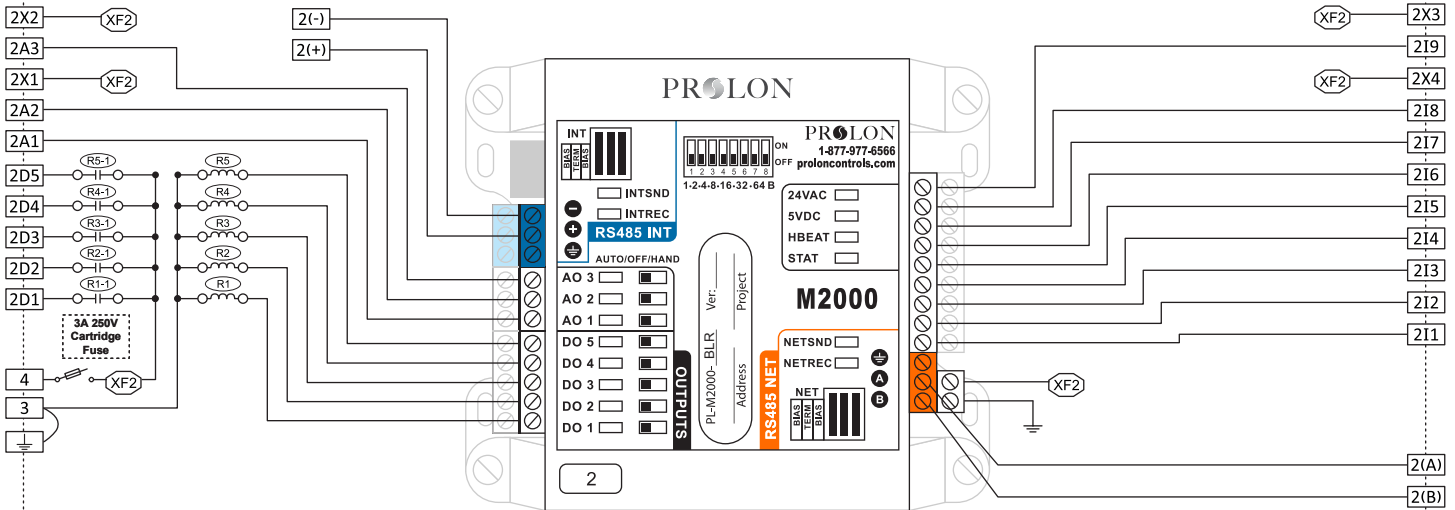 2X2
XF2
2A3
2X1
XF2
2A2
2A1
2D5
2D4
2D3
2D2
2D1
R5-1
R4-1
R3-1
R2-1
R1-1
R5
R4
R3
R2
R1
3A 250V
Cartridge
Fuse
4
XF2
3
2(-)
2(+)
PROLON
INT
BIAS
TERM
BIAS
INTSND
INTREC
RS485 INT
AUTO/OFF/HAND
AO 3
AO 2
AO 1
DO 5
DO 4
DO 3
DO 2
DO 1
OUTPUTS
2
ON
OFF
1 2 3 4 5 6 7 8
1·2·4·8·16·32·64 B
PROLON
1-877-977-6566
proloncontrols.com
24VAC
5VDC
HBEAT
STAT
M2000
PL-M2000- BLR Ver:
Address Project
RS485 NET
NETSND
NETREC
A
B
NET
BIAS
TERM
BIAS
XF2
2X3
2I9
XF2
2X4
2I8
2I7
2I6
2I5
2I4
2I3
2I2
2I1
XF2
2(A)
2(B)